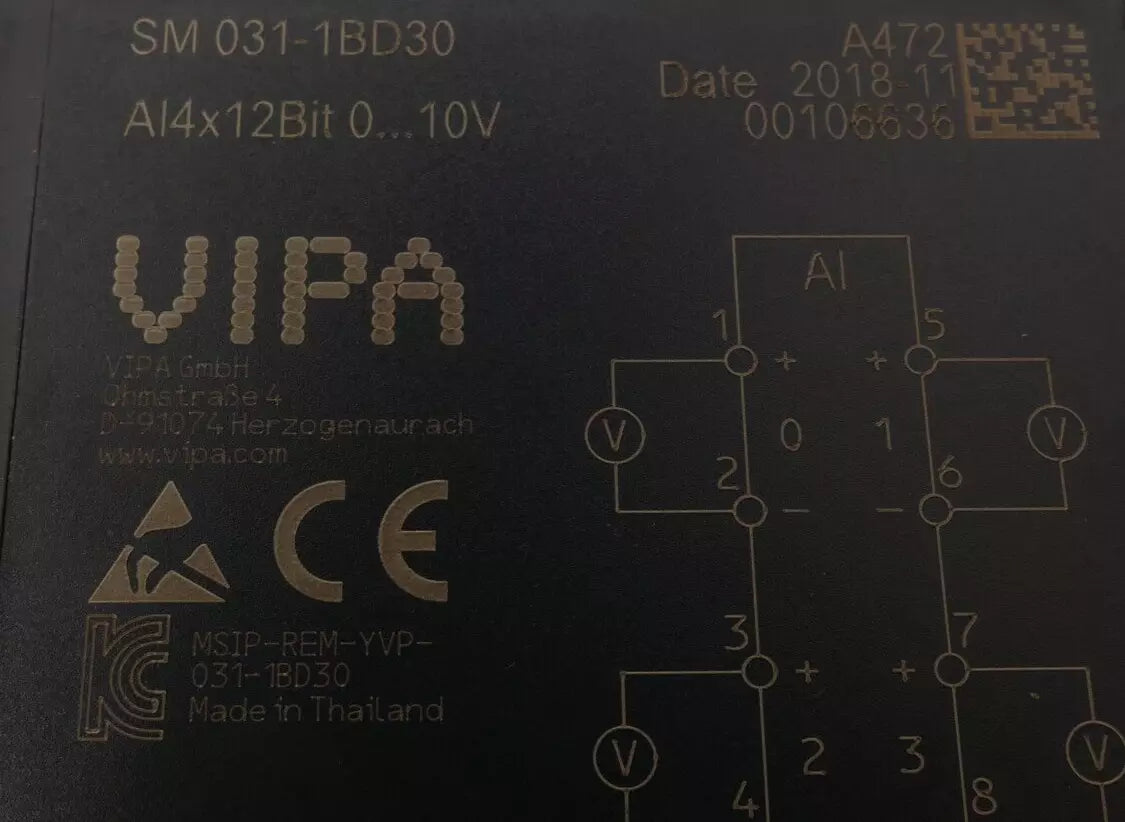 SM 031-1BD30
AI4x12Bit 0...10V
A472
Date 2018-11
00106636
VIPA
VIPA GmbH
Ohmstraße 4
D-91074 Herzogenaurach
www.vipa.com
CE
KC
MSIP-REM-YVP-
031-1BD30
Made in Thailand
AI
1 5
+ +
V 0 1 V
2 6
− −
3 7
+ +
V 2 3 V
4 8